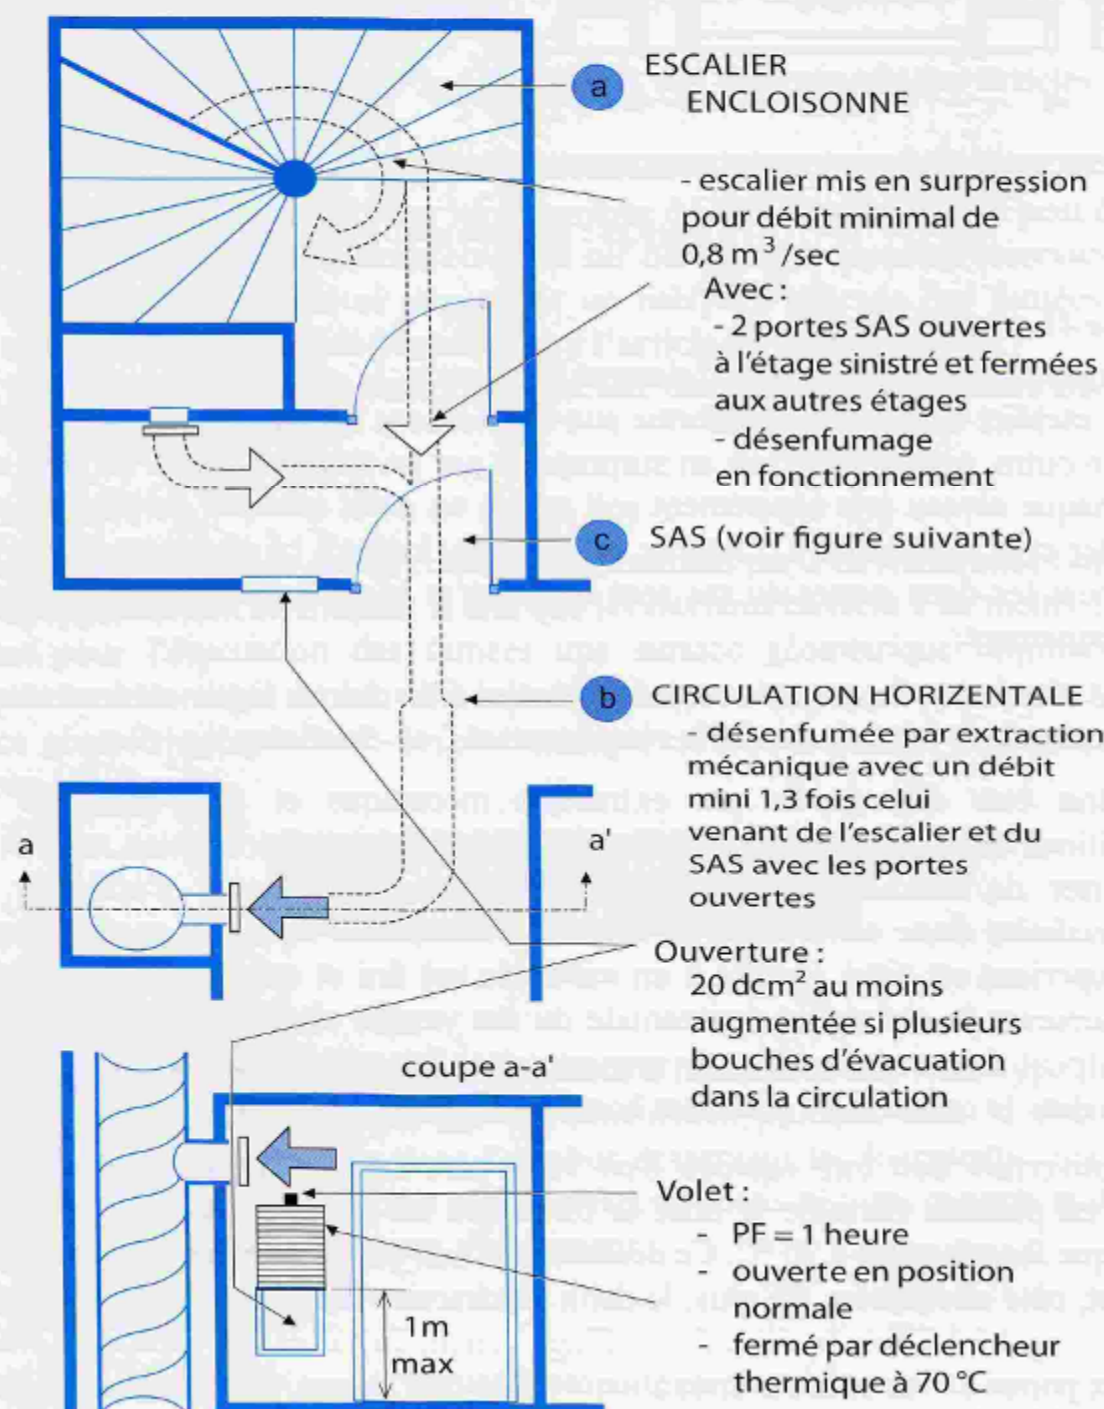 a
ESCALIER
ENCLOISONNE
- escalier mis en surpression
pour débit minimal de
0,8 m³ /sec
Avec :
- 2 portes SAS ouvertes
à l'étage sinistré et fermées
aux autres étages
- désenfumage
en fonctionnement
c
SAS (voir figure suivante)
b
CIRCULATION HORIZENTALE
- désenfumée par extraction
mécanique avec un débit
mini 1,3 fois celui
venant de l'escalier et du
SAS avec les portes
ouvertes
a
a'
Ouverture :
20 dcm² au moins
augmentée si plusieurs
bouches d'évacuation
dans la circulation
coupe a-a'
Volet :
- PF = 1 heure
- ouverte en position
normale
- fermé par déclencheur
thermique à 70 °C
1m
max